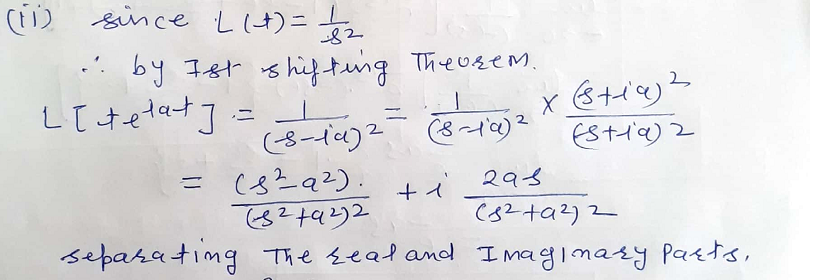 (ii) since L(t) = 1/s²
∴ by Ist shifting Theorem.
L[te^{iat}] = 1/(s-ia)² = 1/(s-ia)² × (s+ia)²/(s+ia)²
= (s²-a²)./(s²+a²)² + i 2as/(s²+a²)²
separating The real and Imaginary Parts.